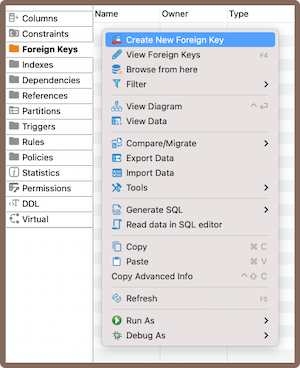 Name Owner Type
Columns
Constraints
Foreign Keys
Indexes
Dependencies
References
Partitions
Triggers
Rules
Policies
Statistics
Permissions
DDL
Virtual
Create New Foreign Key
View Foreign Keys F4
Browse from here
Filter
View Diagram ^ ⏎
View Data
Compare/Migrate
Export Data
Import Data
Tools
Generate SQL
Read data in SQL editor
Copy ⌘ C
Paste ⌘ V
Copy Advanced Info ^ ⇧ C
Refresh F5
Run As
Debug As